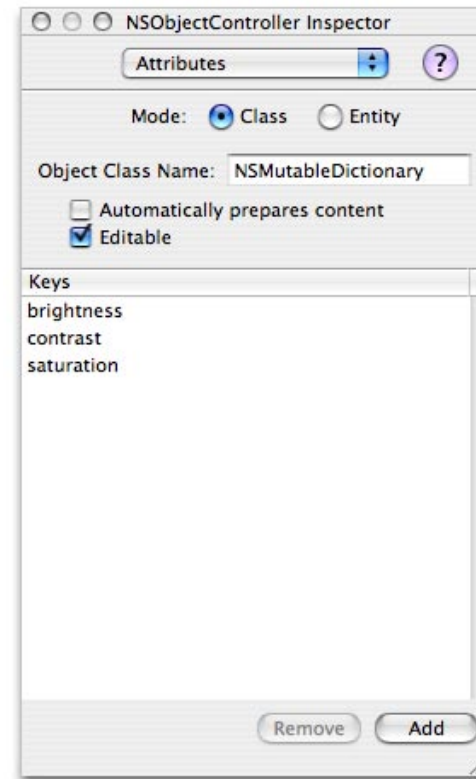 NSObjectController Inspector
Attributes
?
Mode: Class Entity
Object Class Name: NSMutableDictionary
Automatically prepares content
Editable
Keys
brightness
contrast
saturation
Remove Add